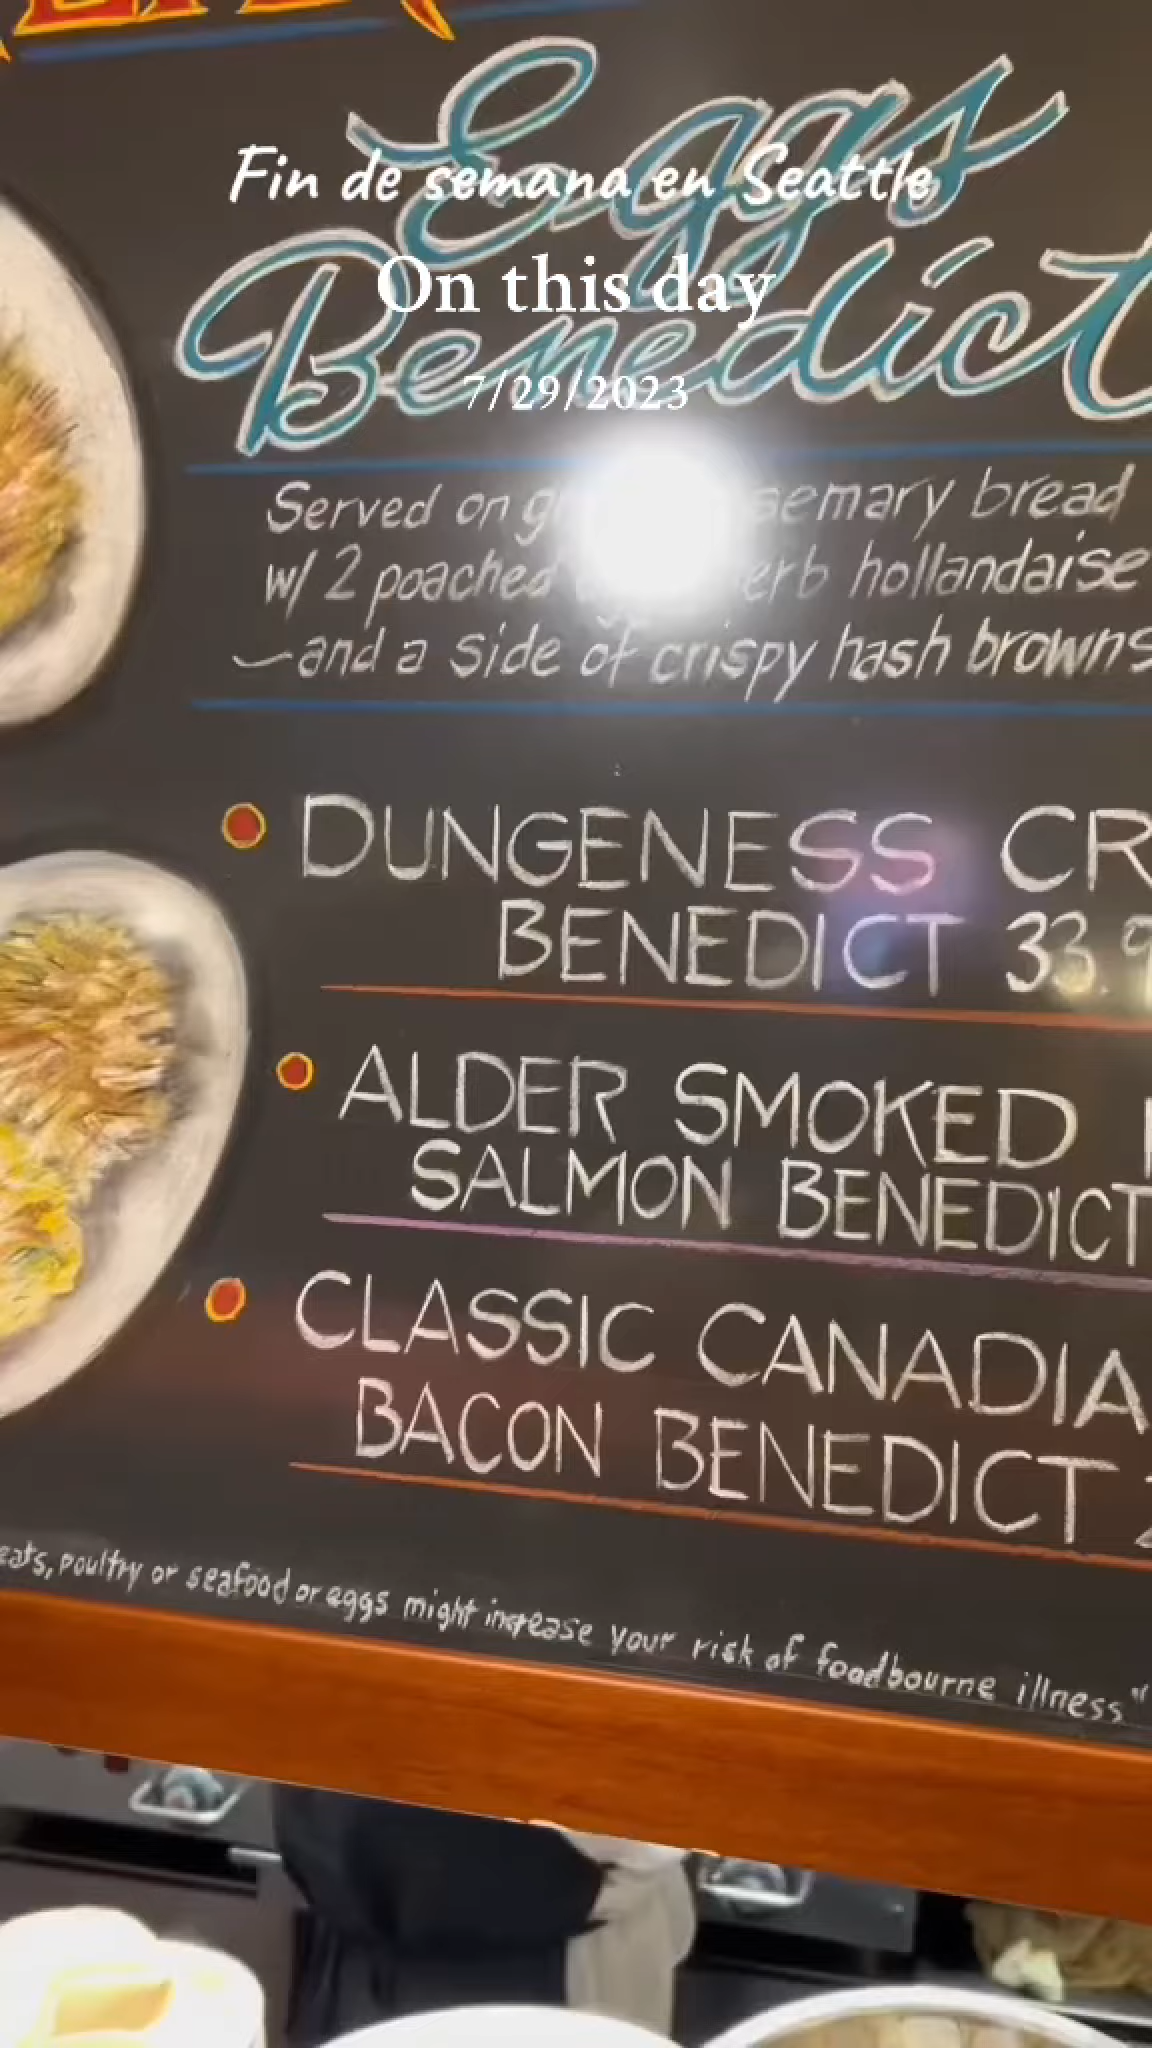 Eggs
Fin de semana en Seattle
On this day
Benedict
7/29/2023
Served on bread
w/ 2 poached hollandaise
and a side of crispy hash browns
DUNGENESS CR
BENEDICT 33.9
ALDER SMOKED
SALMON BENEDICT
CLASSIC CANADIA
BACON BENEDICT
eats, poultry or seafood or eggs might increase your risk of foodbourne illness"